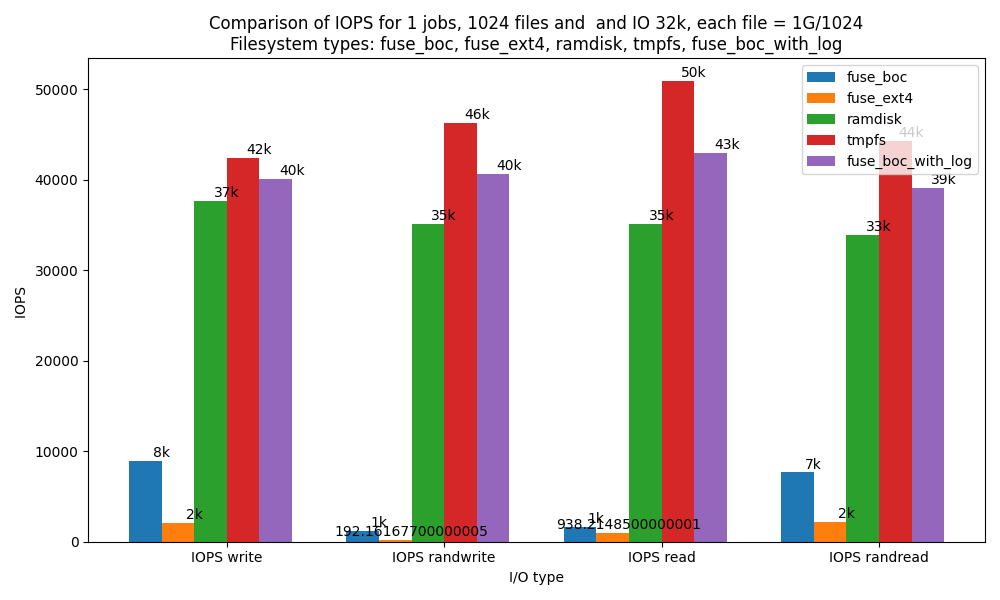 Comparison of IOPS for 1 jobs, 1024 files and  and IO 32k, each file = 1G/1024
Filesystem types: fuse_boc, fuse_ext4, ramdisk, tmpfs, fuse_boc_with_log
fuse_boc
fuse_ext4
ramdisk
tmpfs
fuse_boc_with_log
IOPS
50000
40000
30000
20000
10000
0
8k
2k
37k
42k
40k
1k
192.16167700000005
35k
46k
40k
1k
938.2148500000001
35k
50k
43k
7k
2k
33k
44k
39k
IOPS write
IOPS randwrite
IOPS read
IOPS randread
I/O type